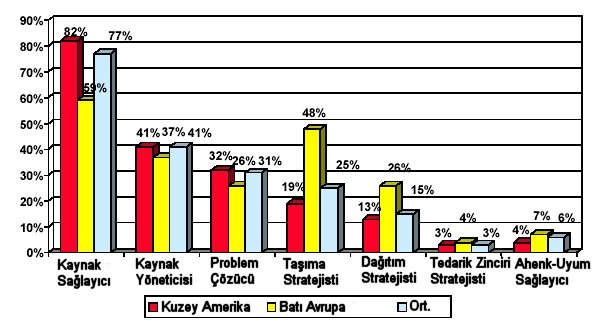 90%
80%
70%
60%
50%
40%
30%
20%
10%
0%
82% 59% 77%
41% 37% 41%
32% 26% 31%
19% 48% 25%
13% 26% 15%
3% 4% 3%
4% 7% 6%
Kaynak
Sağlayıcı
Kaynak
Yöneticisi
Problem
Çözücü
Taşıma
Stratejisti
Dağıtım
Stratejisti
Tedarik Zinciri
Stratejisti
Ahenk-Uyum
Sağlayıcı
Kuzey Amerika Batı Avrupa Ort.